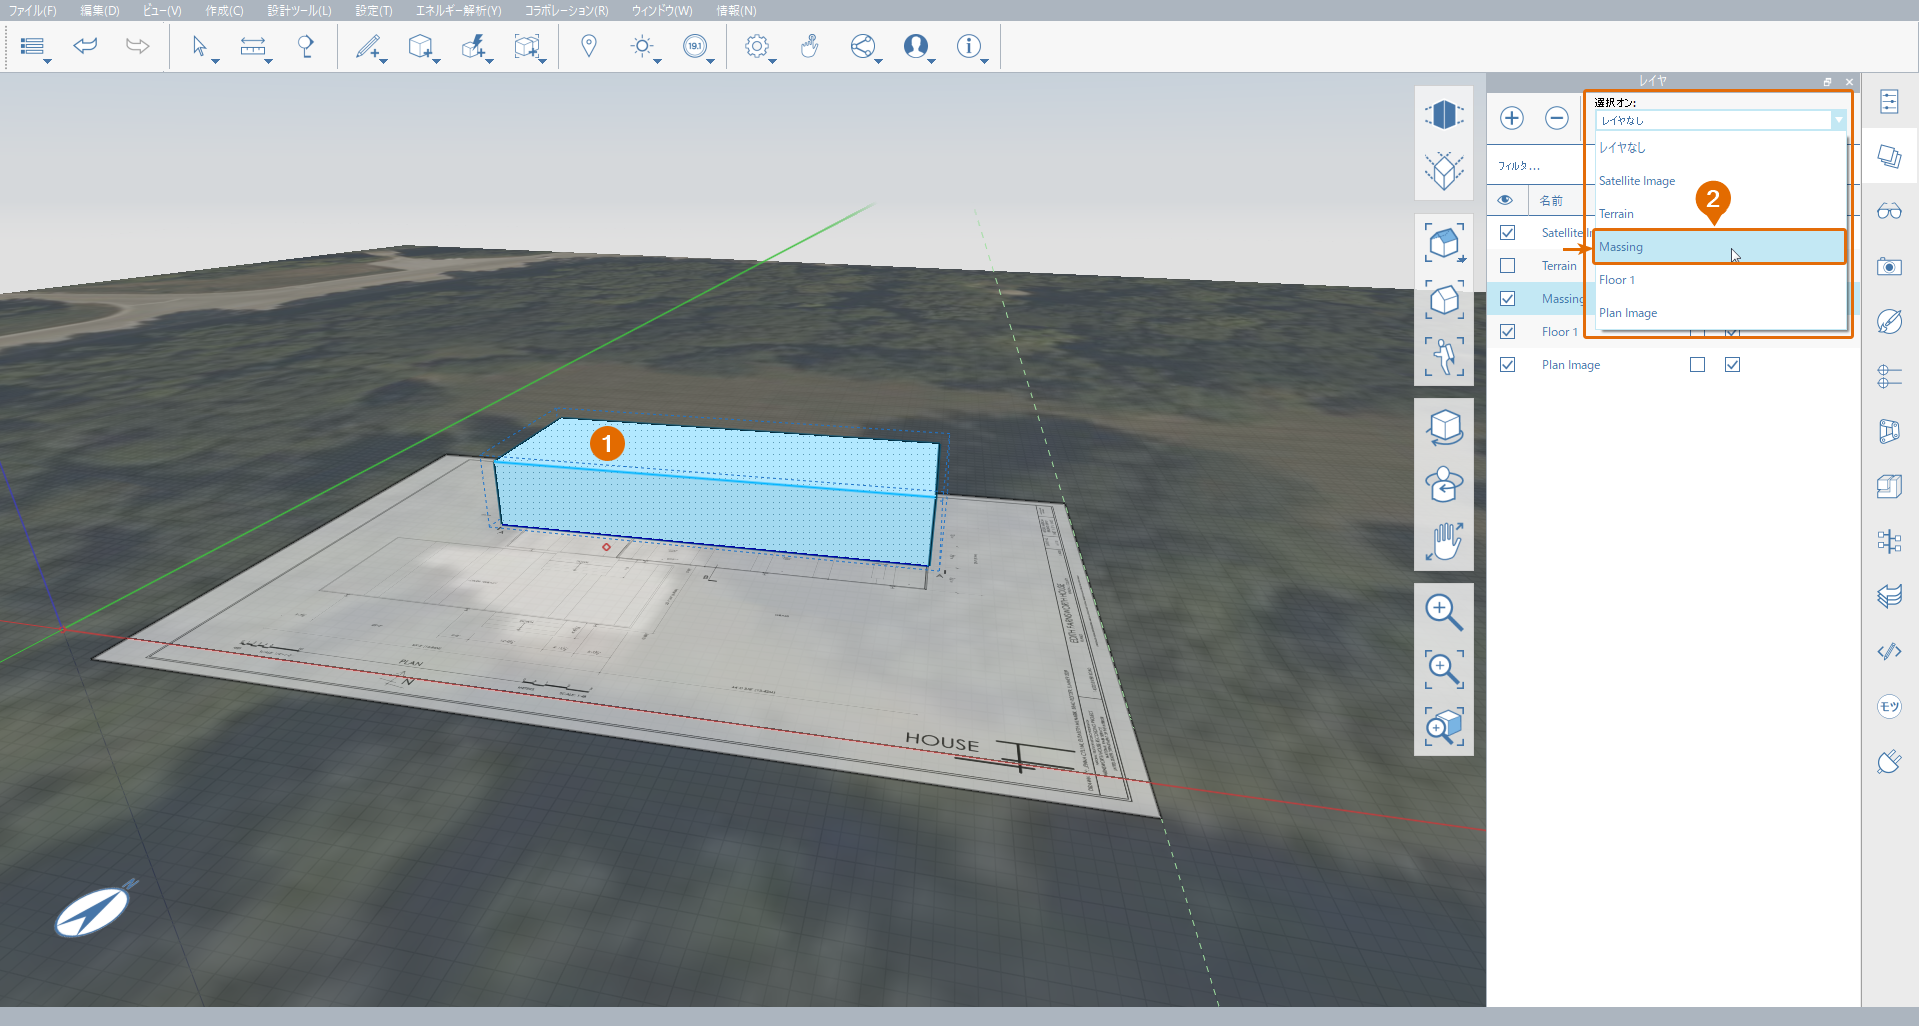 ファイル(F) 編集(D) ビュー(V) 作成(C) 設計ツール(L) 設定(T) エネルギー解析(Y) コラボレーション(R) ウィンドウ(W) 情報(N)
19.1
レイヤ
選択オン:
レイヤなし
レイヤなし
Satellite Image
Terrain
Massing
Floor 1
Plan Image
2
フィルタ...
名前
Satellite I
Terrain
Massing
Floor 1
Plan Image
1
PLAN
N
HOUSE
EDITH FARNSWORTH HOUSE
N
モツ